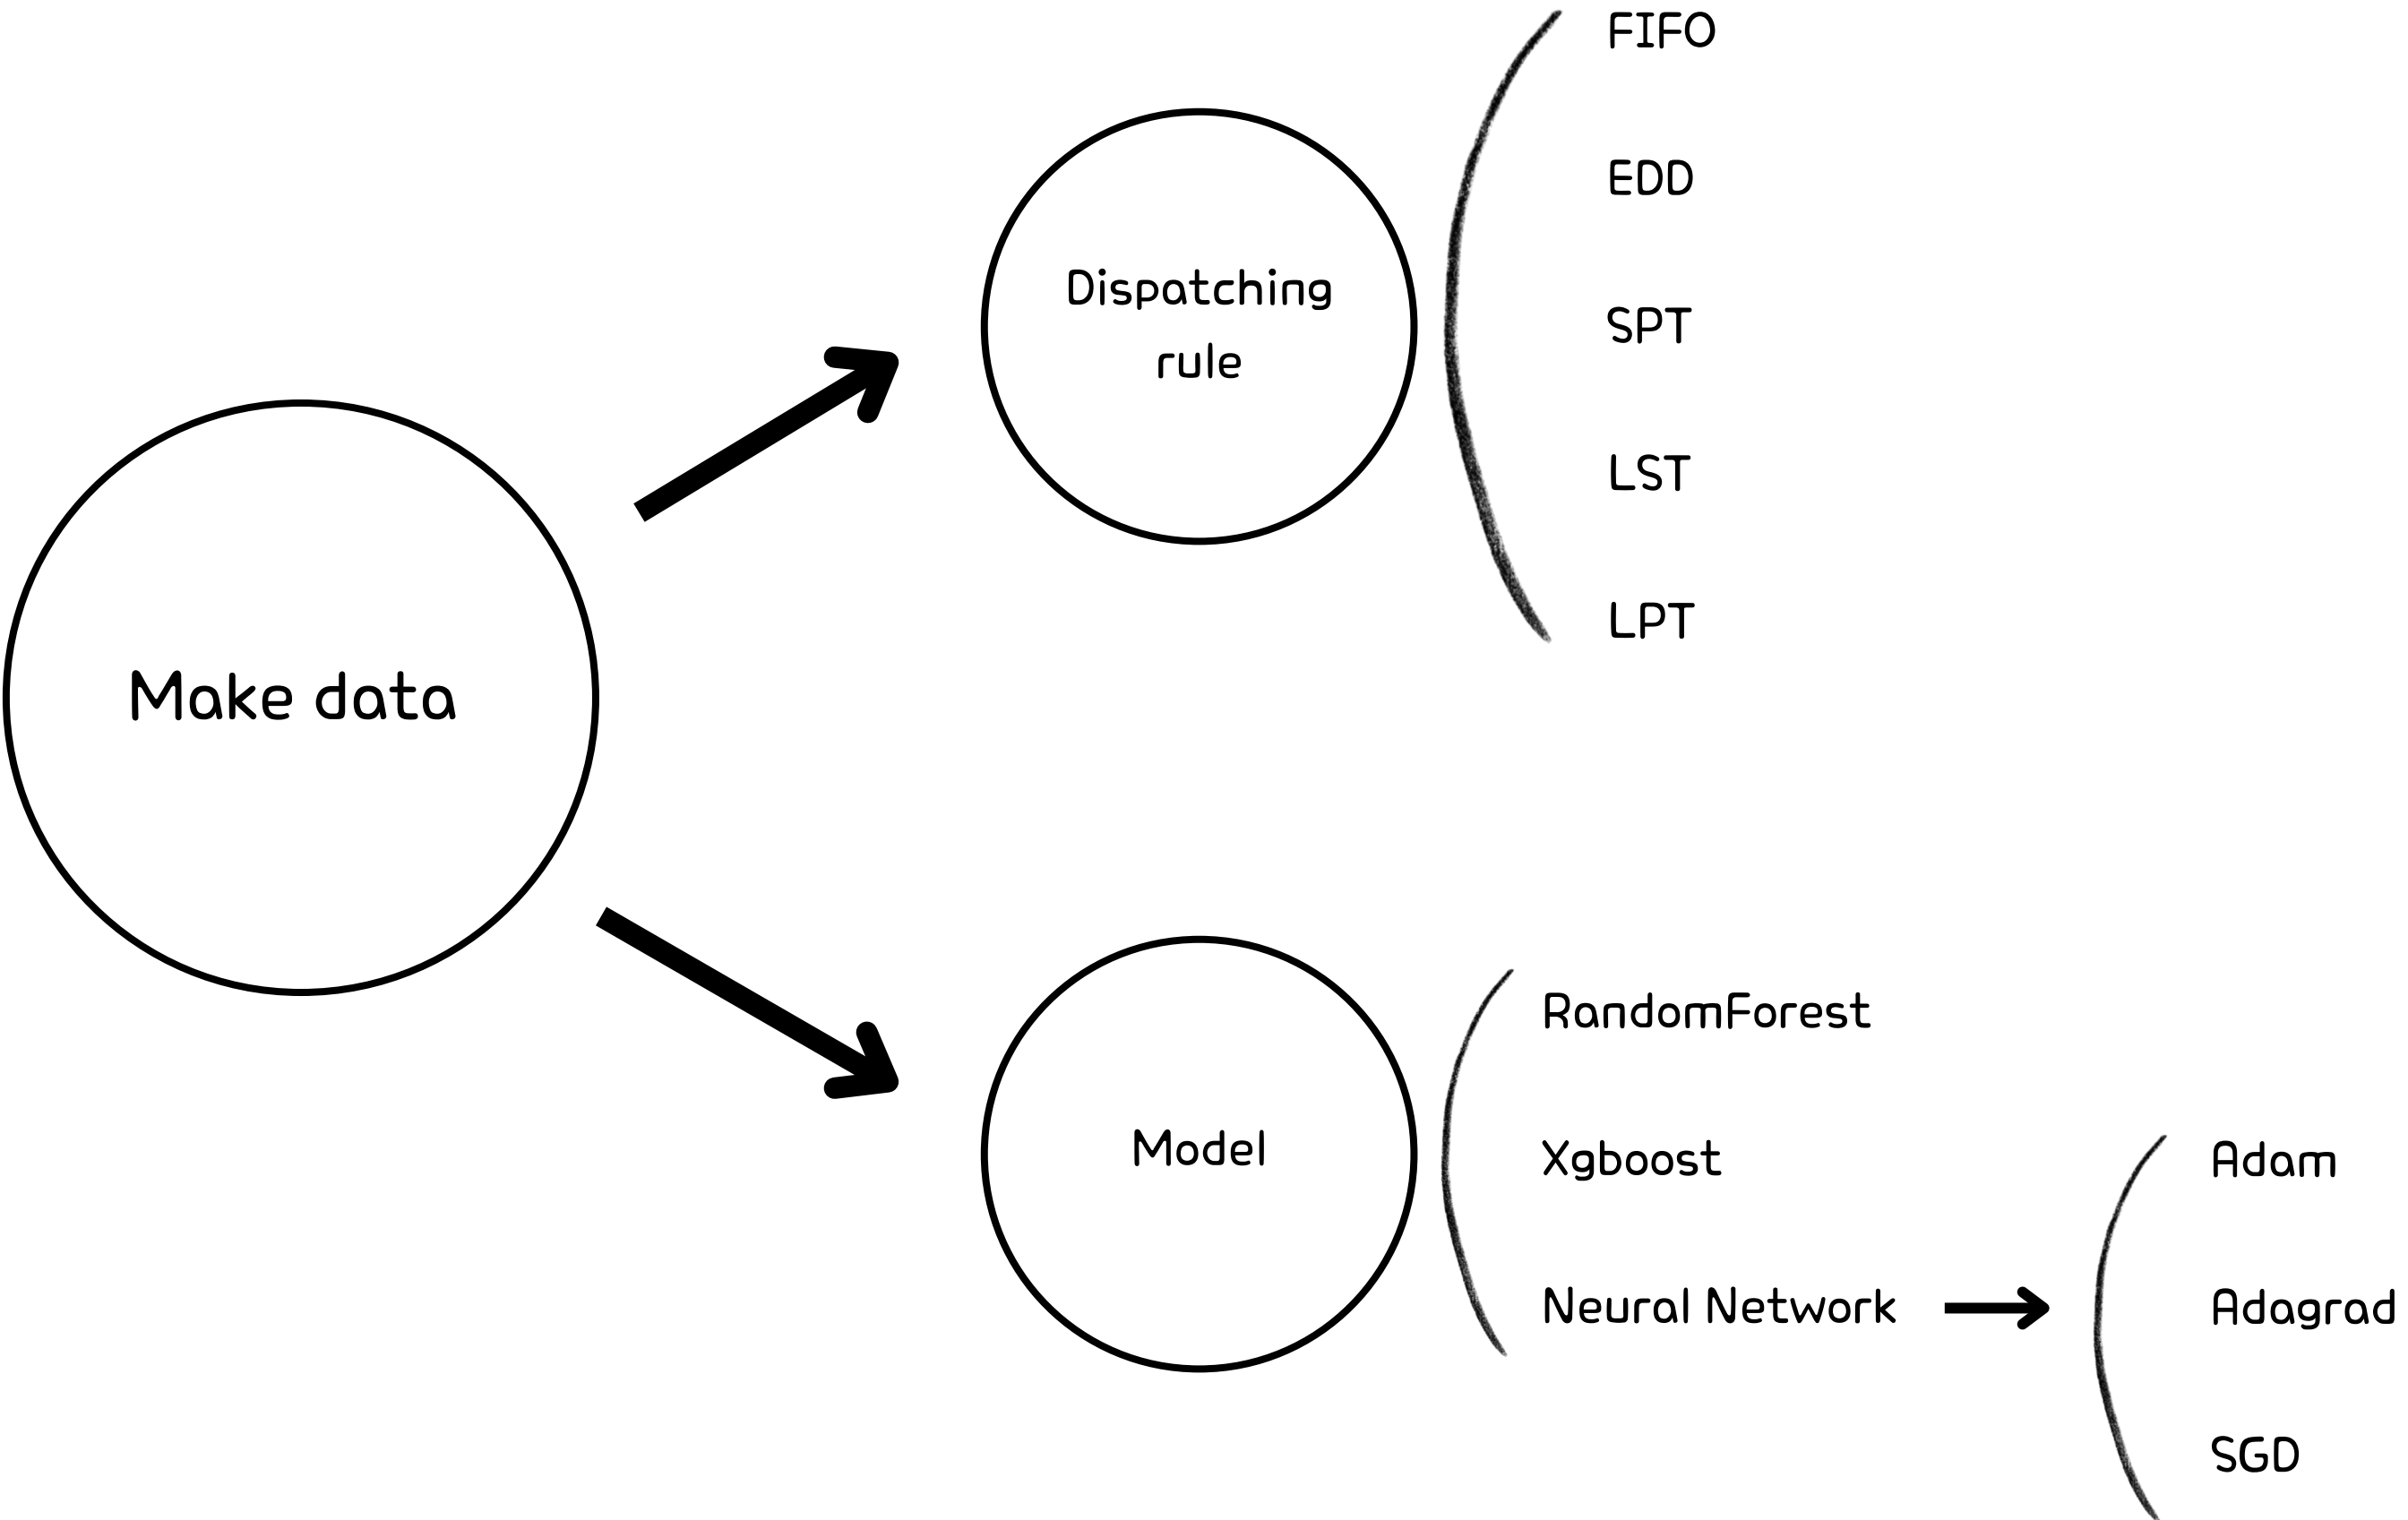 Make data
Dispatching
rule
FIFO
EDD
SPT
LST
LPT
Model
RandomForest
Xgboost
Neural Network
Adam
Adagrad
SGD